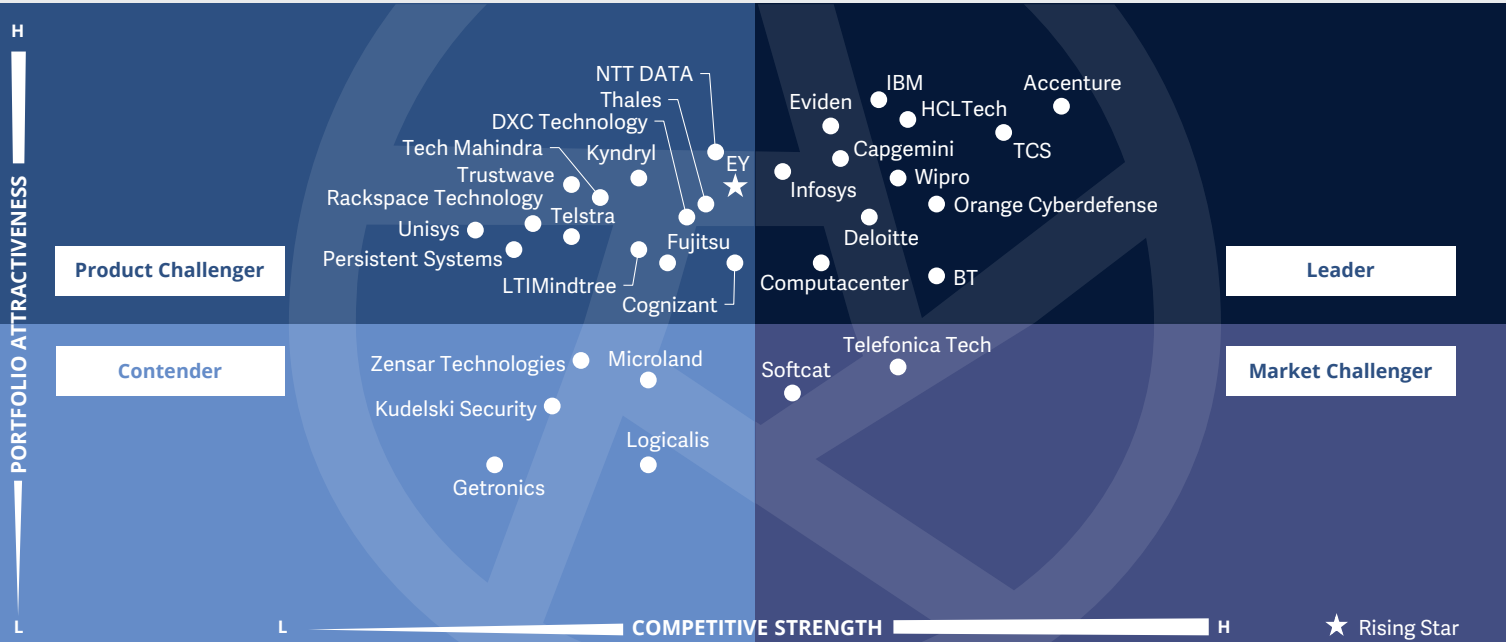 H
PORTFOLIO ATTRACTIVENESS
L
NTT DATA
Thales
DXC Technology
Tech Mahindra
Kyndryl
EY
Trustwave
Rackspace Technology
Telstra
Unisys
Fujitsu
Persistent Systems
LTIMindtree
Cognizant
Product Challenger
IBM
Accenture
Eviden
HCLTech
Capgemini
TCS
Infosys
Wipro
Orange Cyberdefense
Deloitte
Computacenter
BT
Leader
Contender
Zensar Technologies
Microland
Kudelski Security
Logicalis
Getronics
Telefonica Tech
Softcat
Market Challenger
L
COMPETITIVE STRENGTH
H
Rising Star